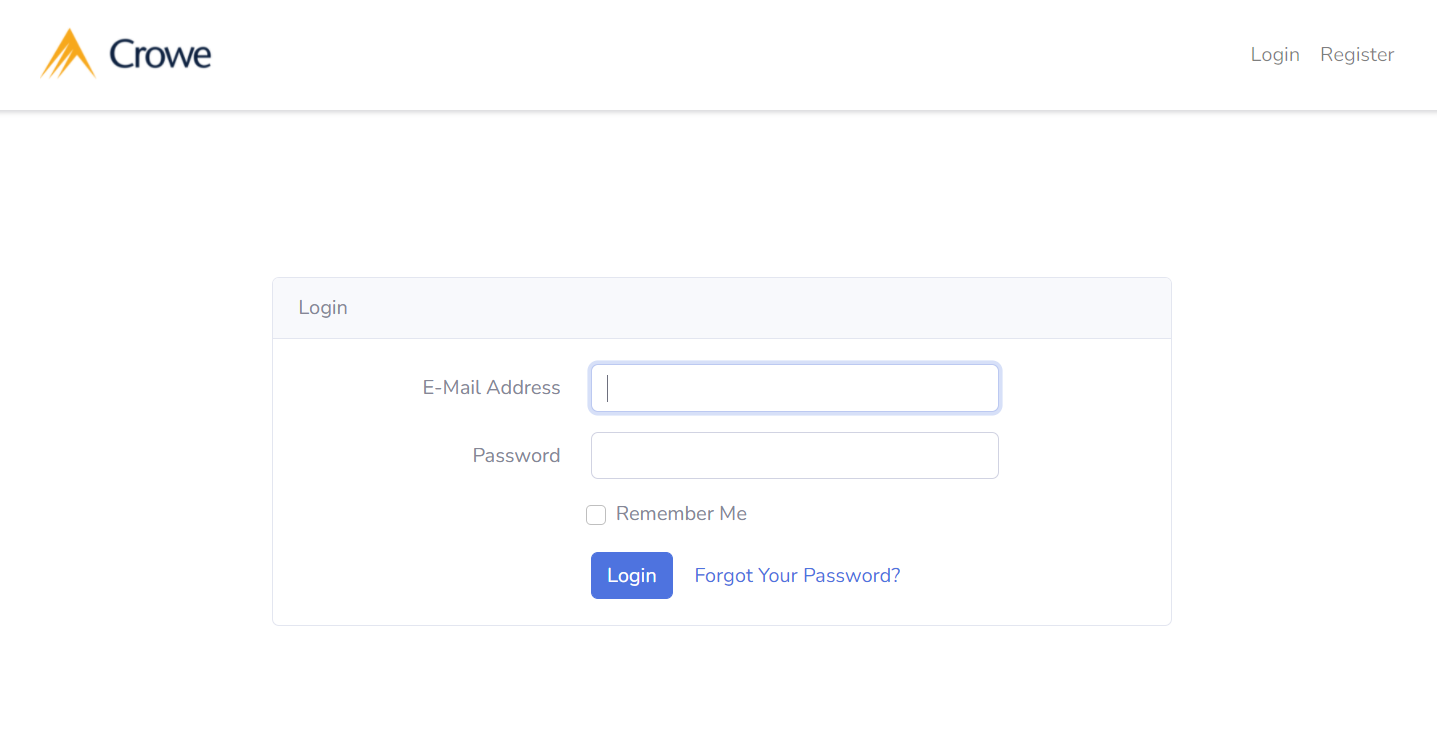 Crowe
Login Register
Login
E-Mail Address
Password
Remember Me
Login Forgot Your Password?